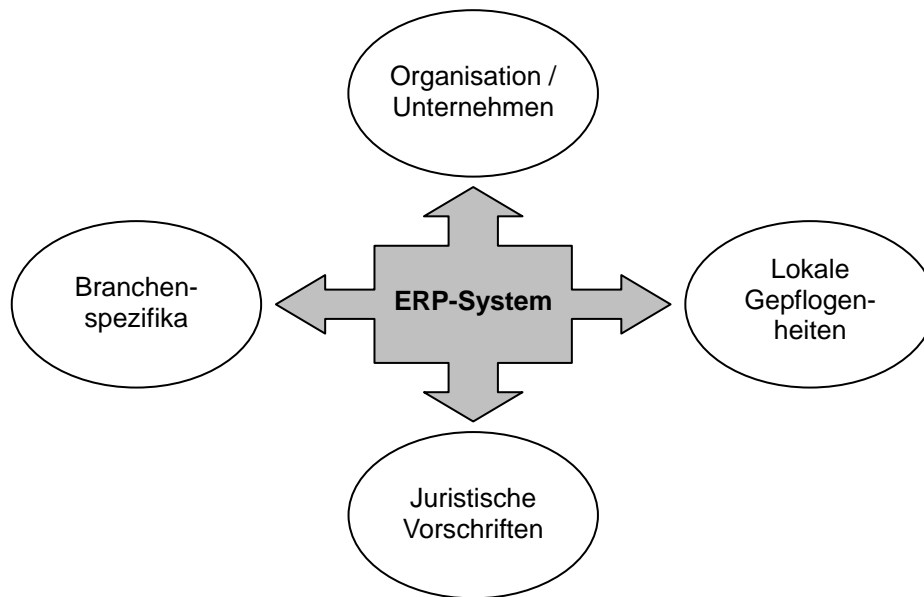 Organisation /
Unternehmen
Branchen-
spezifika
ERP-System
Lokale
Gepflogen-
heiten
Juristische
Vorschriften